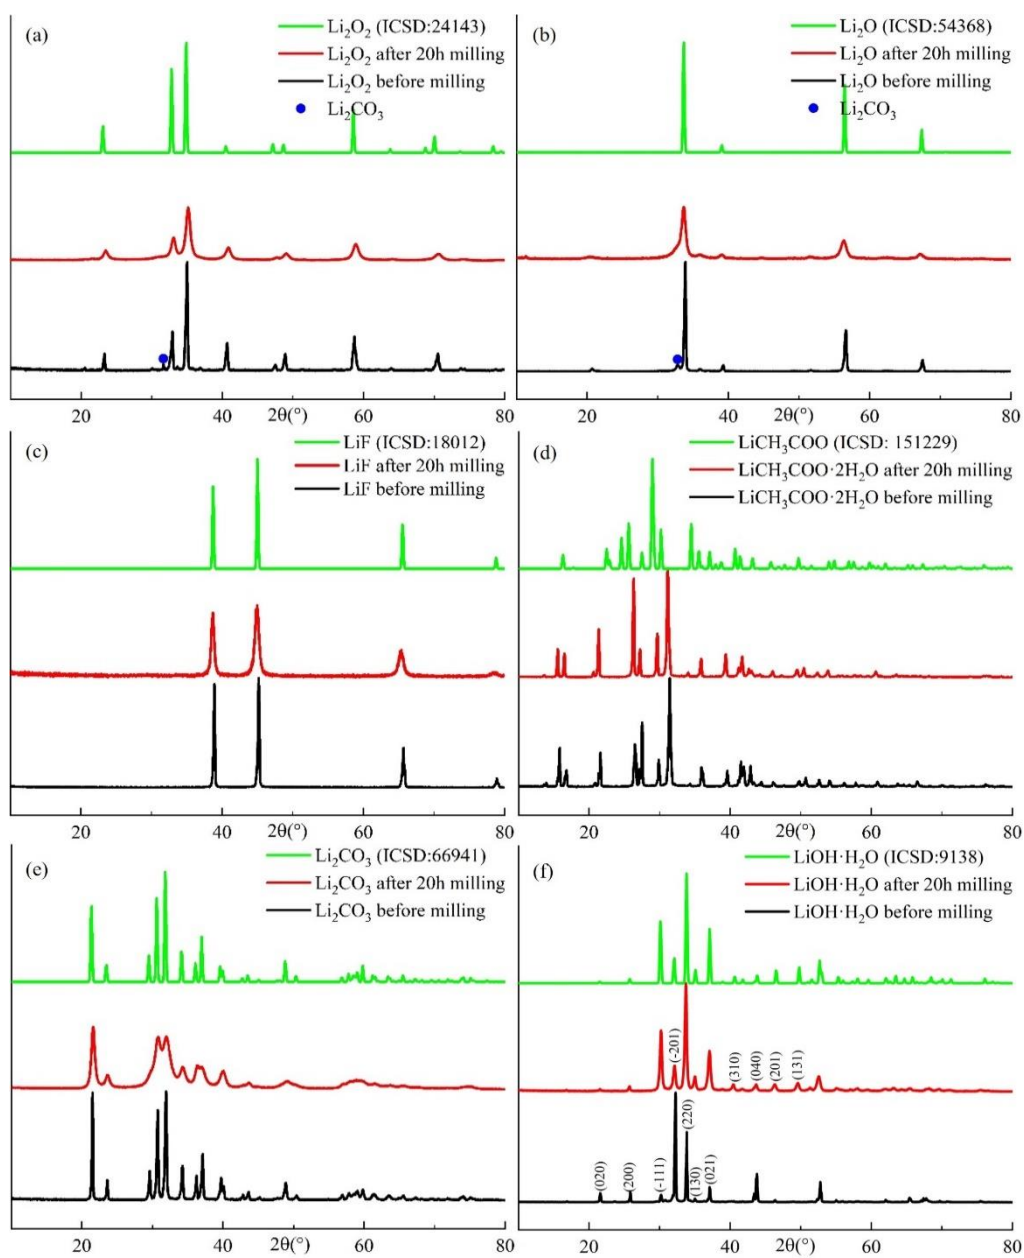 (a)
Li₂O₂ (ICSD:24143)
Li₂O₂ after 20h milling
Li₂O₂ before milling
Li₂CO₃
20 2θ(°) 60 80
(b)
Li₂O (ICSD:54368)
Li₂O after 20h milling
Li₂O before milling
Li₂CO₃
20 40 2θ(°) 60 80
(c)
LiF (ICSD:18012)
LiF after 20h milling
LiF before milling
20 40 2θ(°) 60 80
(d)
LiCH₃COO (ICSD: 151229)
LiCH₃COO·2H₂O after 20h milling
LiCH₃COO·2H₂O before milling
20 40 2θ(°) 60 80
(e)
Li₂CO₃ (ICSD:66941)
Li₂CO₃ after 20h milling
Li₂CO₃ before milling
20 40 2θ(°) 60 80
(f)
LiOH·H₂O (ICSD:9138)
LiOH·H₂O after 20h milling
LiOH·H₂O before milling
(-201)
(310)
(040)
(201)
(131)
(020)
(200)
(-111)
(220)
(130)
(021)
20 40 2θ(°) 60 80